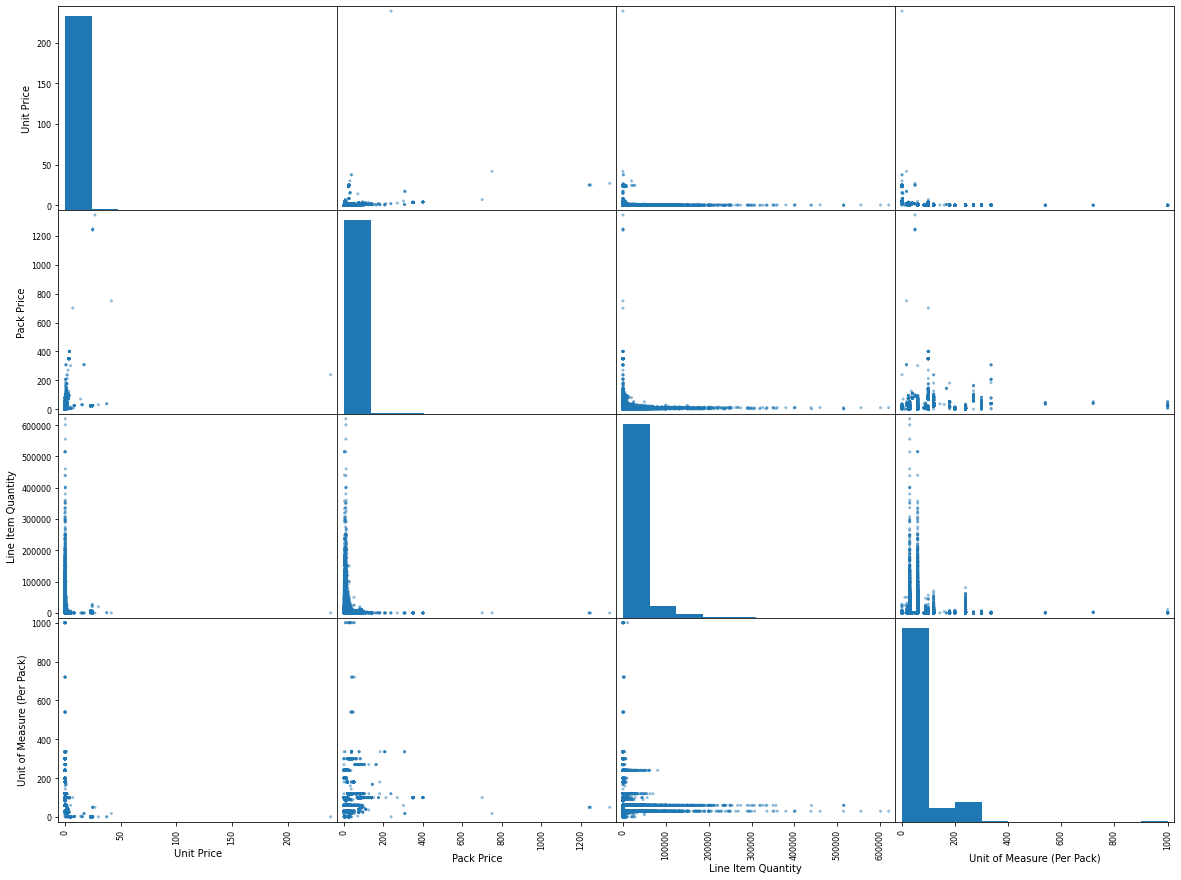 200
150
100
50
0
Unit Price
1200
1000
800
600
400
200
0
Pack Price
600000
500000
400000
300000
200000
100000
0
Line Item Quantity
1000
800
600
400
200
0
Unit of Measure (Per Pack)
0 50 100 150 200
Unit Price
0 200 400 600 800 1000 1200
Pack Price
0 100000 200000 300000 400000 500000 600000
Line Item Quantity
0 200 400 600 800 1000
Unit of Measure (Per Pack)